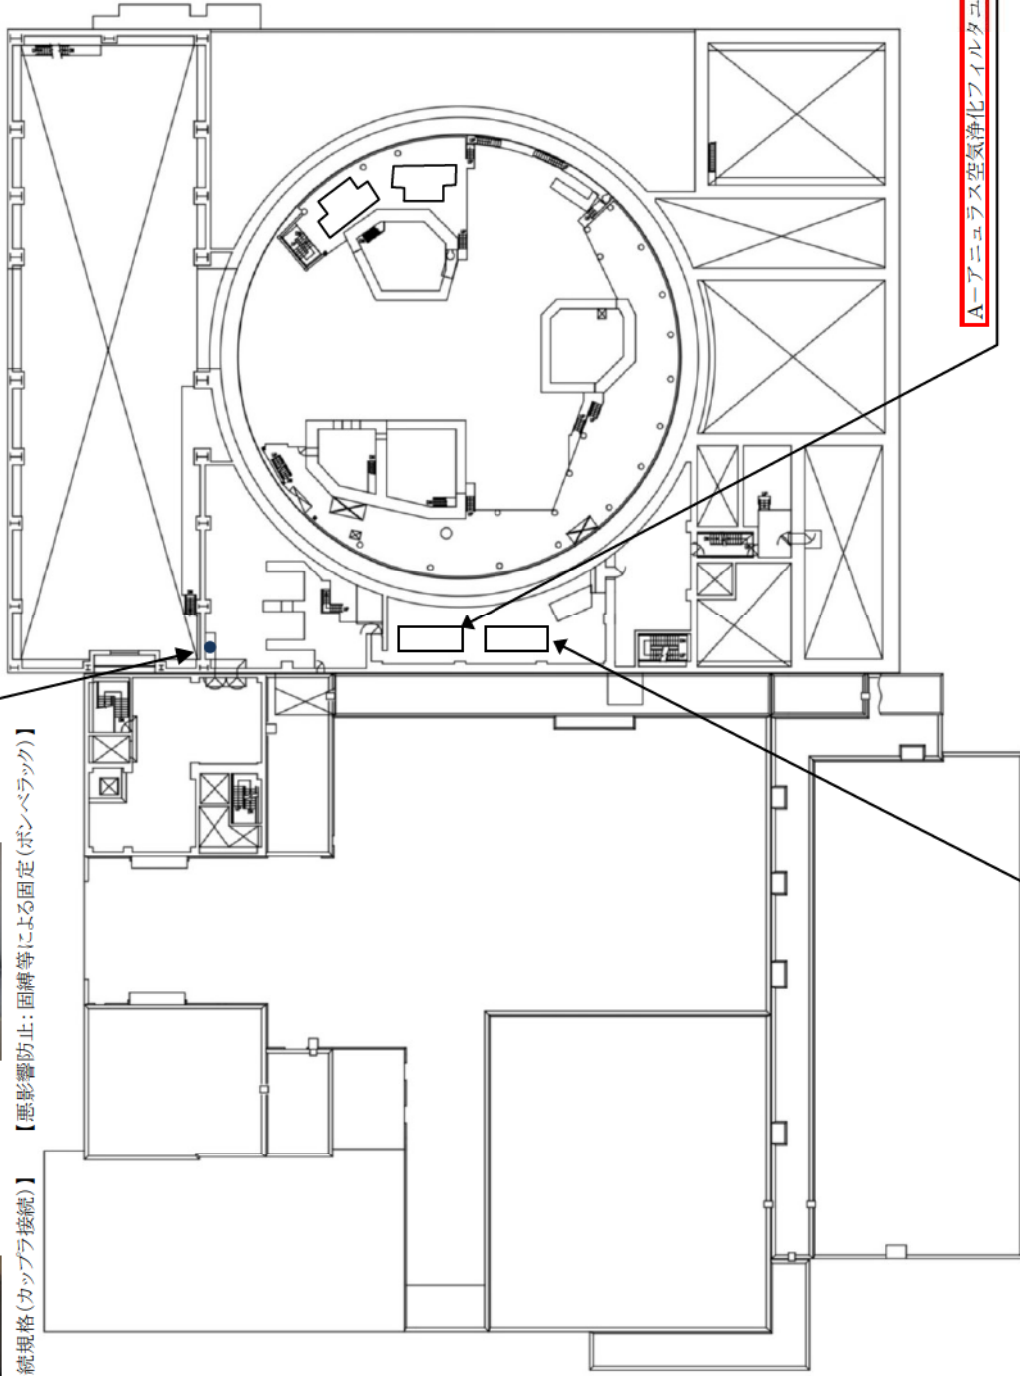 A－アニュラス空気浄化フィルタユ
【悪影響防止：固縛等による固定（ボンベラック）】
続規格（カップラ接続）】